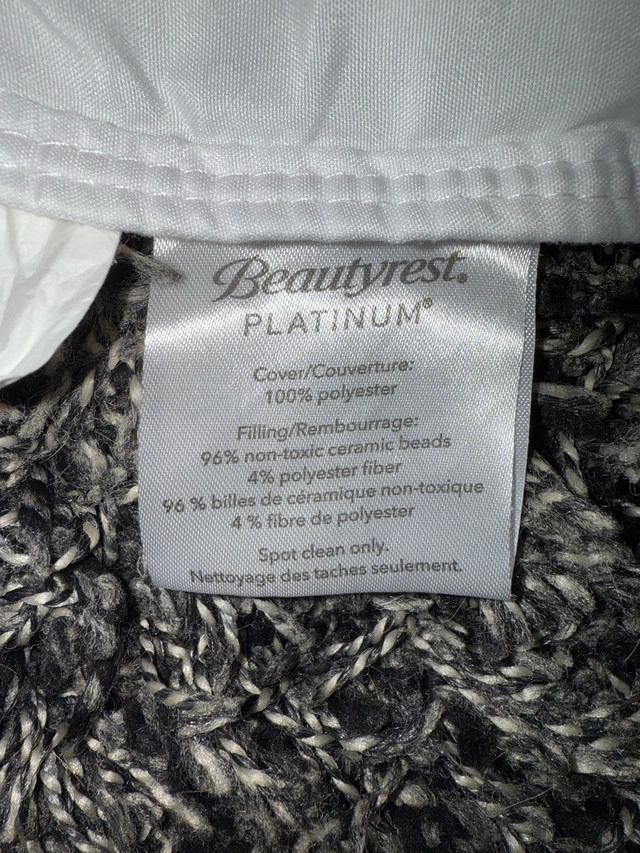 Beautyrest®
PLATINUM®
Cover/Couverture:
100% polyester
Filling/Rembourrage:
96% non-toxic ceramic beads
4% polyester fiber
96 % billes de céramique non-toxique
4 % fibre de polyester
Spot clean only.
Nettoyage des taches seulement.